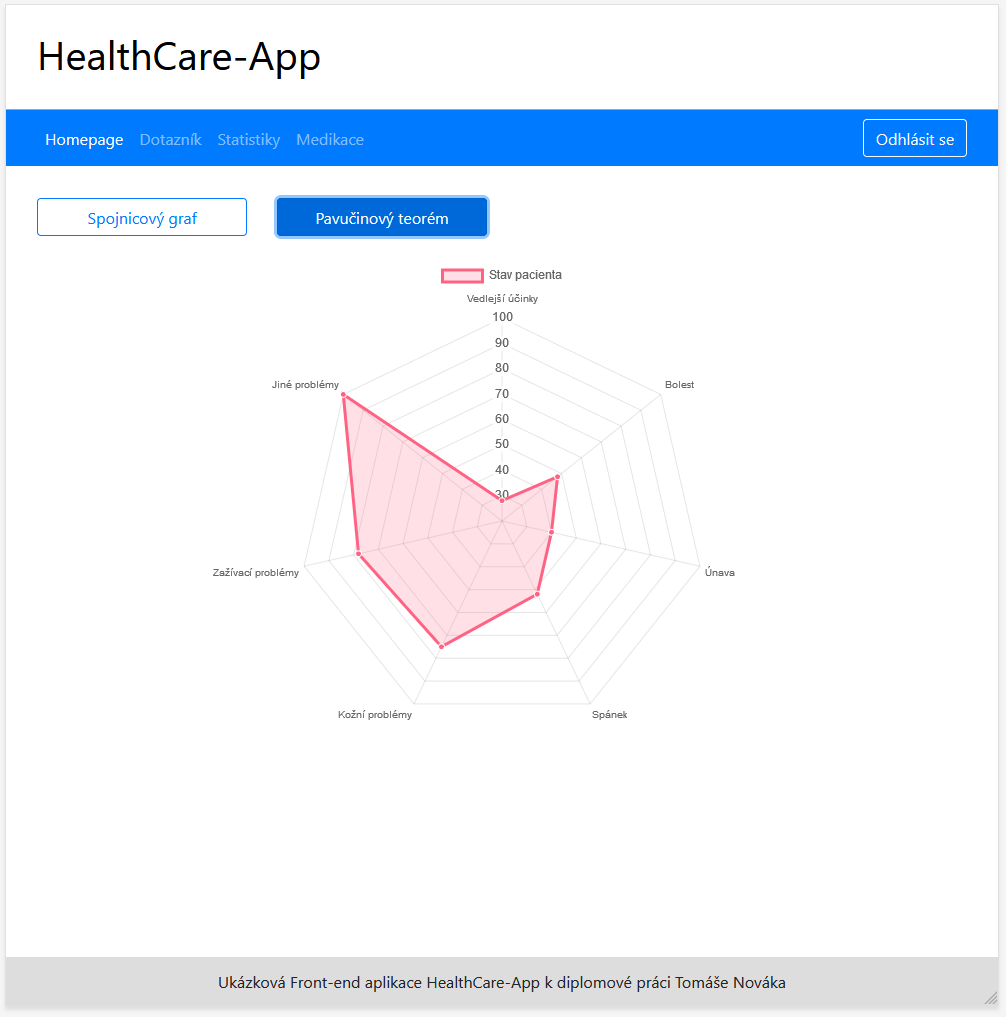 HealthCare-App
Homepage Dotazník Statistiky Medikace Odhlásit se
Spojnicový graf Pavučinový teorém
Stav pacienta
Vedlejší účinky
100
90
80
70
60
50
40
30
Jiné problémy Bolest
Zažívací problémy Únava
Kožní problémy Spánek
Ukázková Front-end aplikace HealthCare-App k diplomové práci Tomáše Nováka